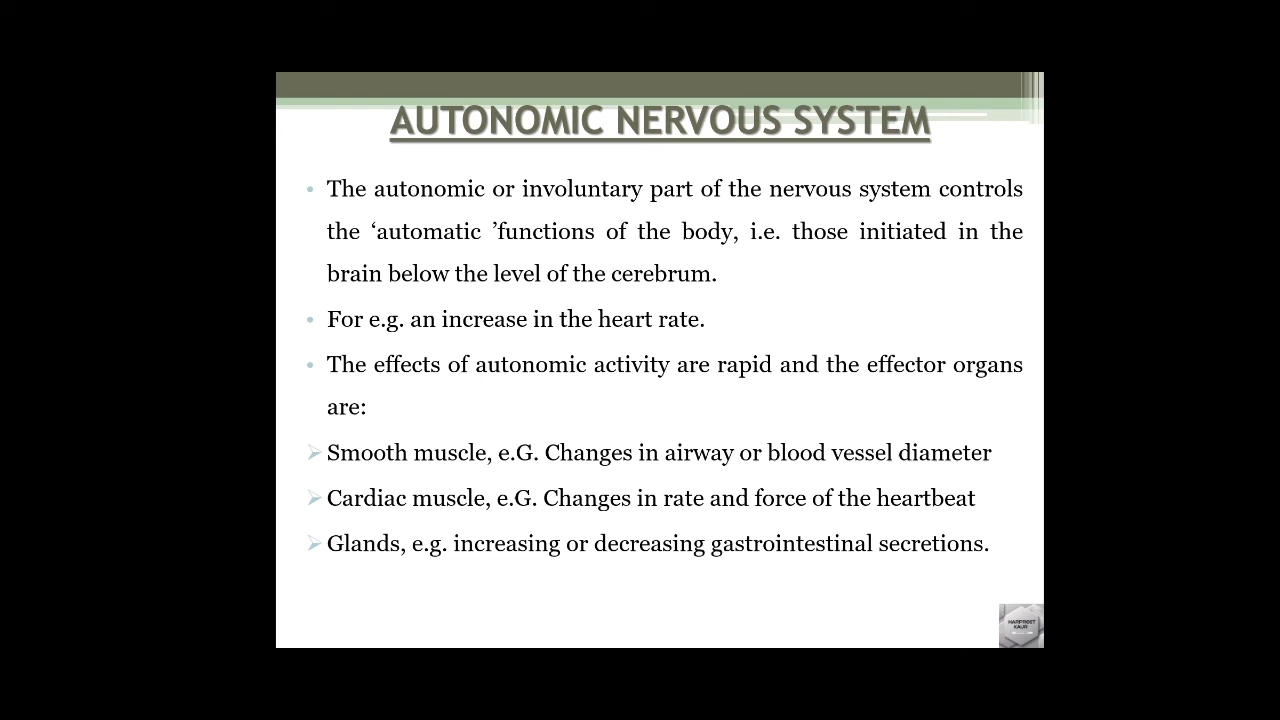 AUTONOMIC NERVOUS SYSTEM
• The autonomic or involuntary part of the nervous system controls
the ‘automatic ’functions of the body, i.e. those initiated in the
brain below the level of the cerebrum.
• For e.g. an increase in the heart rate.
• The effects of autonomic activity are rapid and the effector organs
are:
➢ Smooth muscle, e.G. Changes in airway or blood vessel diameter
➢ Cardiac muscle, e.G. Changes in rate and force of the heartbeat
➢ Glands, e.g. increasing or decreasing gastrointestinal secretions.
HARPREET
KAUR